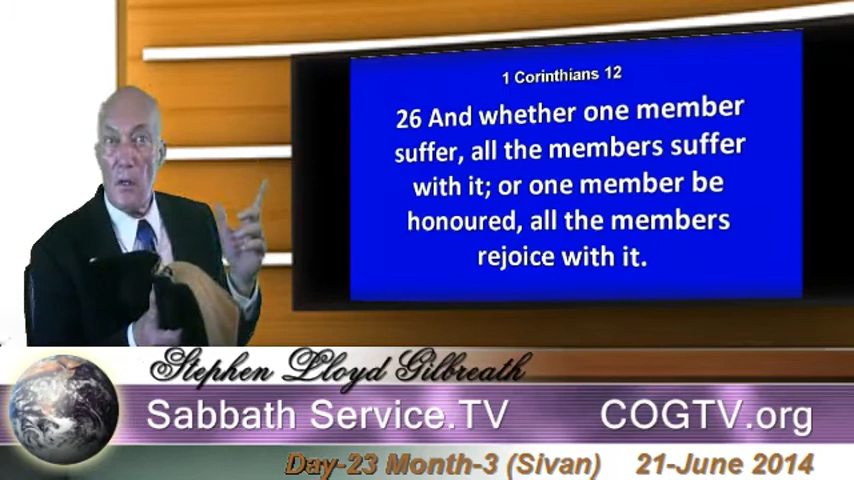 1 Corinthians 12
26 And whether one member
suffer, all the members suffer
with it; or one member be
honoured, all the members
rejoice with it.
Stephen Lloyd Gilbreath
Sabbath Service.TV COGTV.org
Day-23 Month-3 (Sivan) 21-June 2014